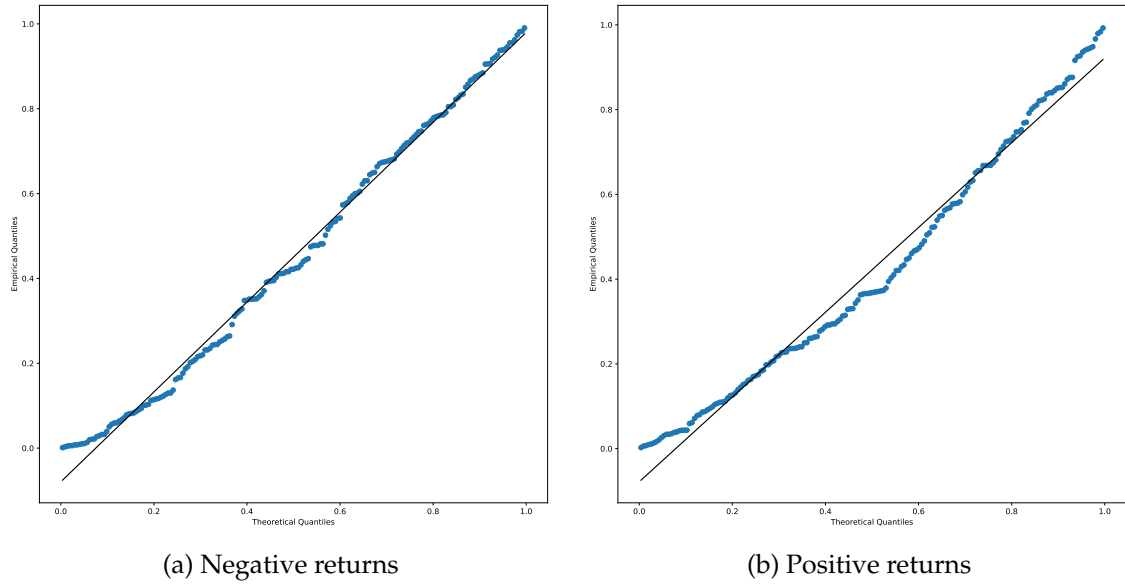 1.0
0.8
0.6
0.4
0.2
0.0
Empirical Quantiles
0.0 0.2 0.4 0.6 0.8 1.0
Theoretical Quantiles
(a) Negative returns
1.0
0.8
0.6
0.4
0.2
0.0
Empirical Quantiles
0.0 0.2 0.4 0.6 0.8 1.0
Theoretical Quantiles
(b) Positive returns